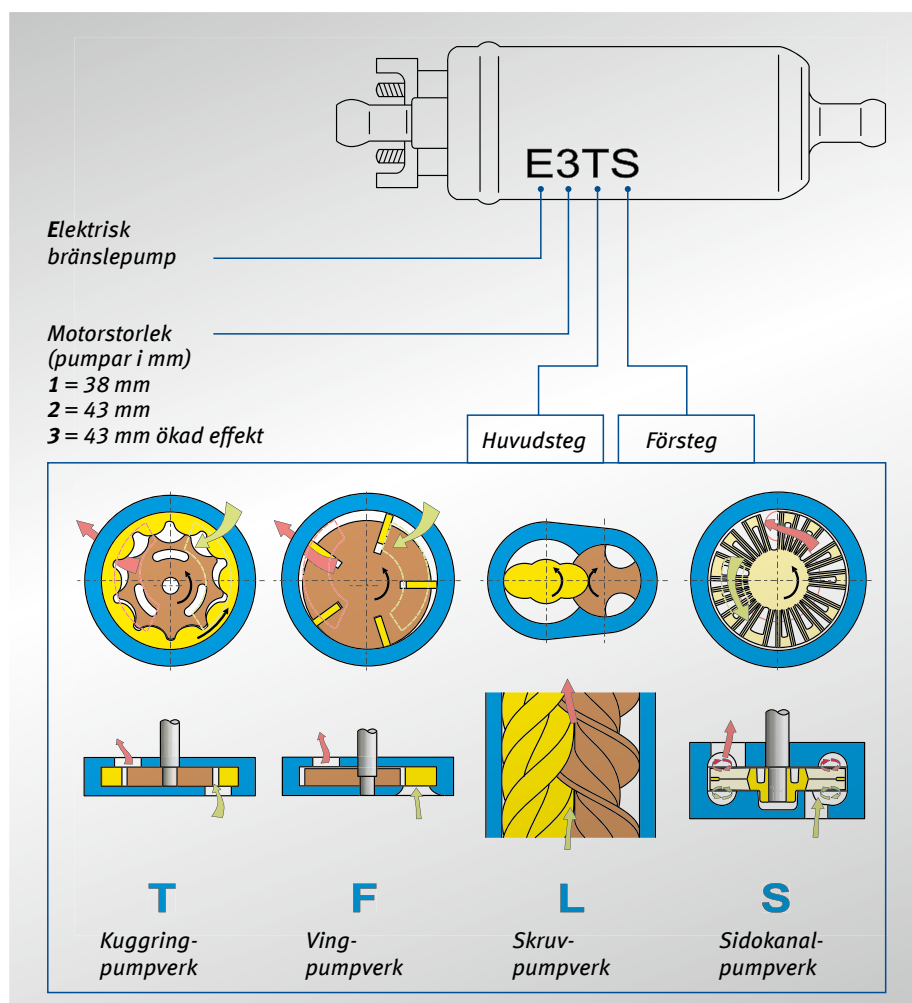 E3TS
Elektrisk
bränslepump
Motorstorlek
(pumpar i mm)
1 = 38 mm
2 = 43 mm
3 = 43 mm ökad effekt
Huvudsteg
Försteg
T
F
L
S
Kuggring-
pumpverk
Ving-
pumpverk
Skruv-
pumpverk
Sidokanal-
pumpverk